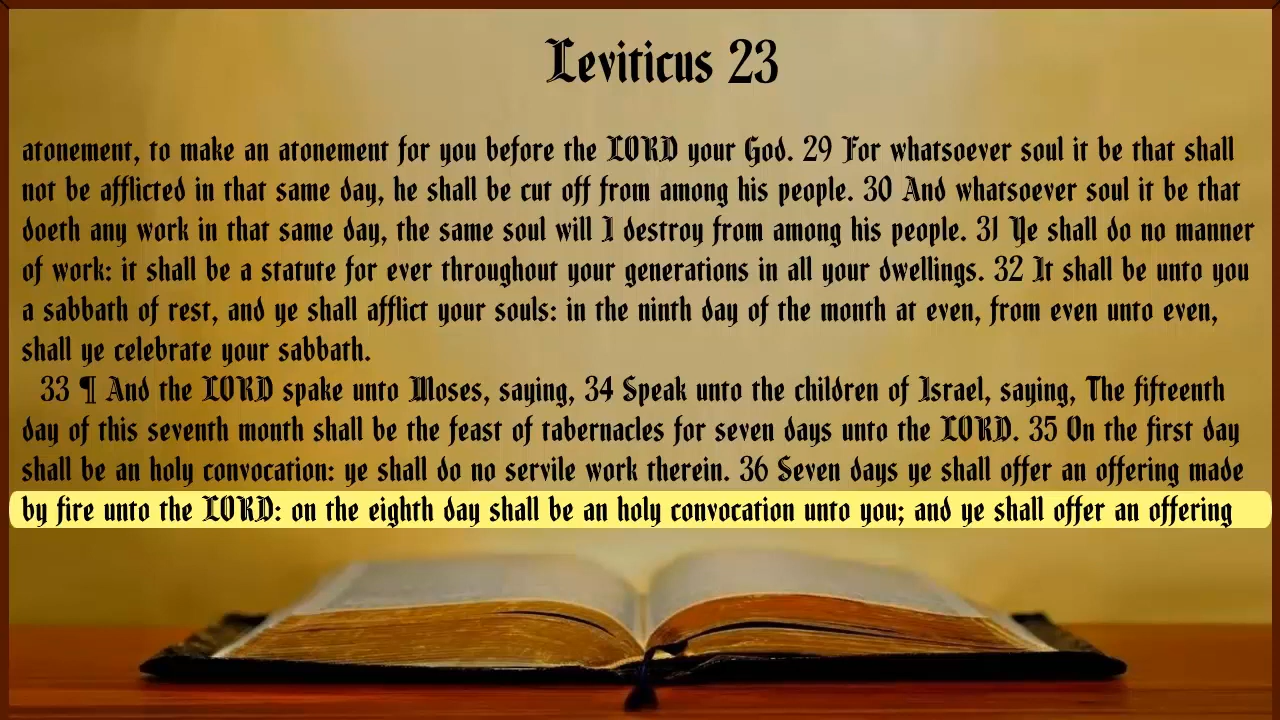 Leviticus 23
atonement, to make an atonement for you before the LORD your God. 29 For whatsoever soul it be that shall
not be afflicted in that same day, he shall be cut off from among his people. 30 And whatsoever soul it be that
doeth any work in that same day, the same soul will I destroy from among his people. 31 Ye shall do no manner
of work: it shall be a statute for ever throughout your generations in all your dwellings. 32 It shall be unto you
a sabbath of rest, and ye shall afflict your souls: in the ninth day of the month at even, from even unto even,
shall ye celebrate your sabbath.
33 ¶ And the LORD spake unto Moses, saying, 34 Speak unto the children of Israel, saying, The fifteenth
day of this seventh month shall be the feast of tabernacles for seven days unto the LORD. 35 On the first day
shall be an holy convocation: ye shall do no servile work therein. 36 Seven days ye shall offer an offering made
by fire unto the LORD: on the eighth day shall be an holy convocation unto you; and ye shall offer an offering